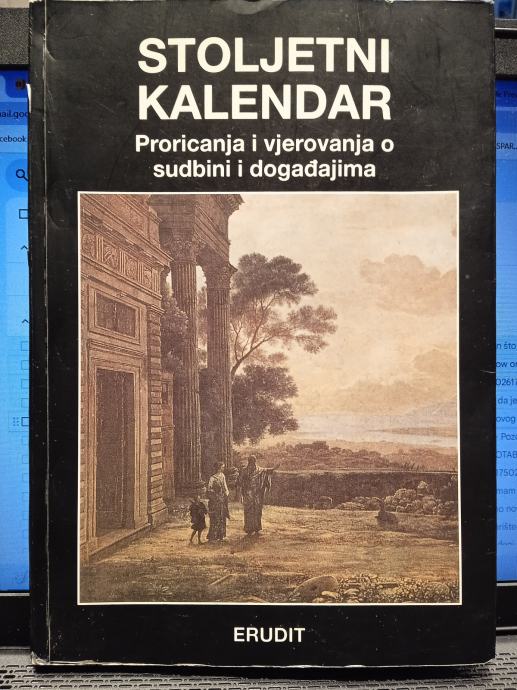 STOLJETNI
KALENDAR
Proricanja i vjerovanja o
sudbini i događajima
ERUDIT